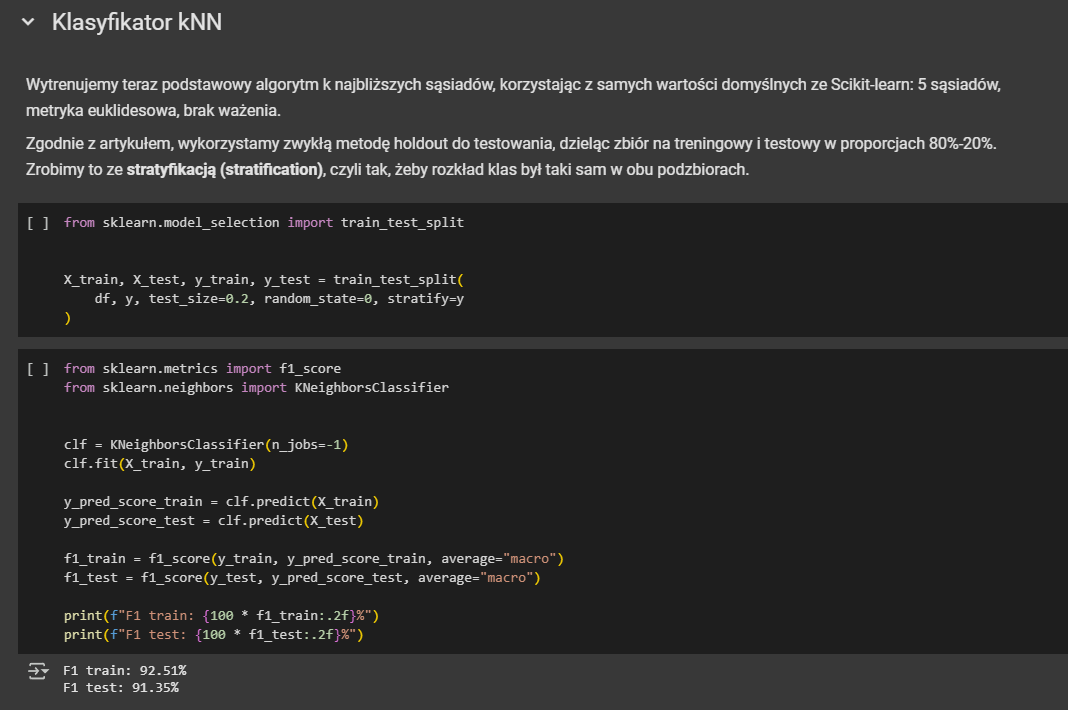 Klasyfikator kNN
Wytrenujemy teraz podstawowy algorytm k najbliższych sąsiadów, korzystając z samych wartości domyślnych ze Scikit-learn: 5 sąsiadów,
metryka euklidesowa, brak ważenia.
Zgodnie z artykułem, wykorzystamy zwykłą metodę holdout do testowania, dzieląc zbiór na treningowy i testowy w proporcjach 80%-20%.
Zrobimy to ze stratyfikacją (stratification), czyli tak, żeby rozkład klas był taki sam w obu podzbiorach.
[ ] from sklearn.model_selection import train_test_split
X_train, X_test, y_train, y_test = train_test_split(
    df, y, test_size=0.2, random_state=0, stratify=y
)
[ ] from sklearn.metrics import f1_score
from sklearn.neighbors import KNeighborsClassifier
clf = KNeighborsClassifier(n_jobs=-1)
clf.fit(X_train, y_train)
y_pred_score_train = clf.predict(X_train)
y_pred_score_test = clf.predict(X_test)
f1_train = f1_score(y_train, y_pred_score_train, average="macro")
f1_test = f1_score(y_test, y_pred_score_test, average="macro")
print(f"F1 train: {100 * f1_train:.2f}%")
print(f"F1 test: {100 * f1_test:.2f}%")
F1 train: 92.51%
F1 test: 91.35%